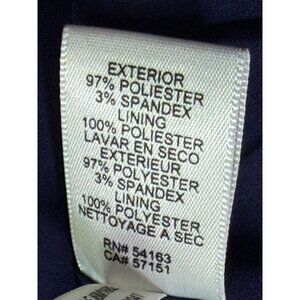 EXTERIOR
97% POLIESTER
3% SPANDEX
LINING
100% POLIESTER
LAVAR EN SECO
EXTERIEUR
97% POLYESTER
3% SPANDEX
LINING
100% POLYESTER
NETTOYAGE A SEC
RN# 54163
CA# 57151